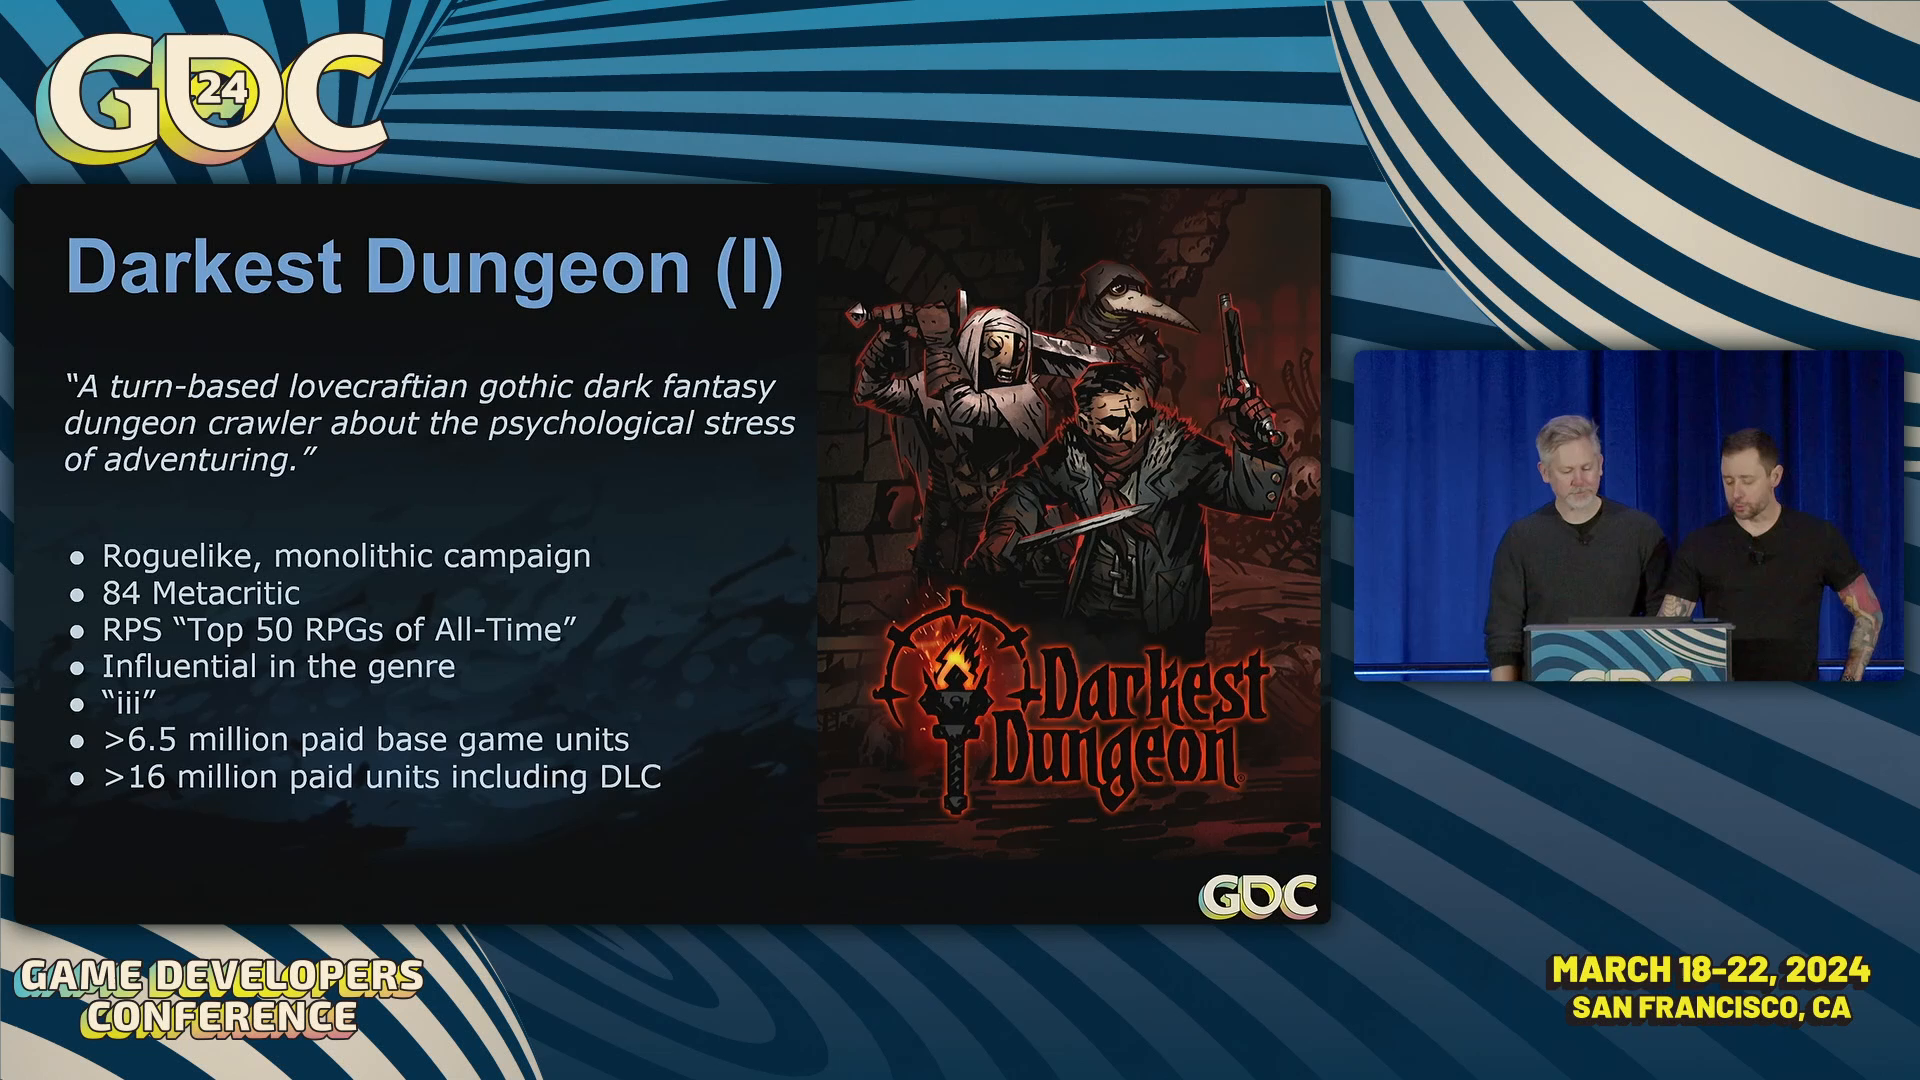 GDC
24
Darkest Dungeon (I)
“A turn-based lovecraftian gothic dark fantasy
dungeon crawler about the psychological stress
of adventuring.”
● Roguelike, monolithic campaign
● 84 Metacritic
● RPS “Top 50 RPGs of All-Time”
● Influential in the genre
● “iii”
● >6.5 million paid base game units
● >16 million paid units including DLC
Darkest
Dungeon
GDC
GDC
GAME DEVELOPERS
CONFERENCE
MARCH 18-22, 2024
SAN FRANCISCO, CA